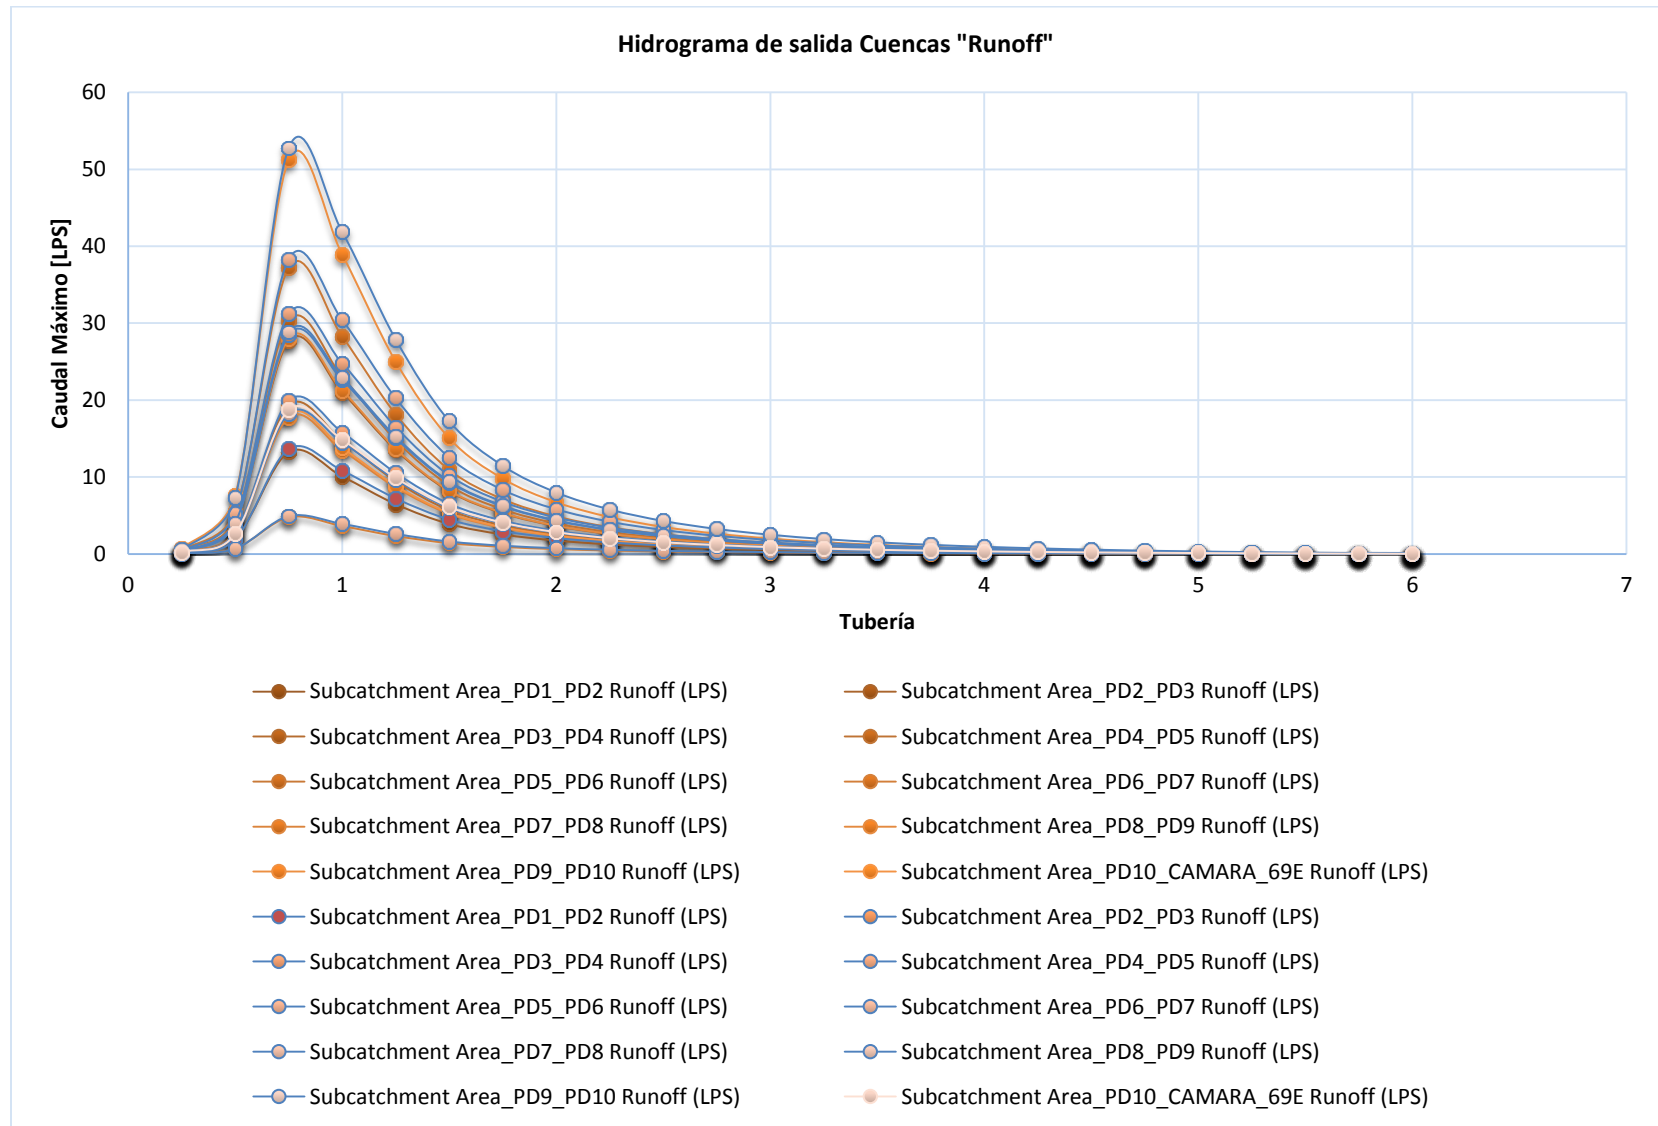 Hidrograma de salida Cuencas "Runoff"
60
50
40
30
20
10
0
Caudal Máximo [LPS]
0 1 2 3 4 5 6 7
Tubería
Subcatchment Area_PD1_PD2 Runoff (LPS) Subcatchment Area_PD2_PD3 Runoff (LPS)
Subcatchment Area_PD3_PD4 Runoff (LPS) Subcatchment Area_PD4_PD5 Runoff (LPS)
Subcatchment Area_PD5_PD6 Runoff (LPS) Subcatchment Area_PD6_PD7 Runoff (LPS)
Subcatchment Area_PD7_PD8 Runoff (LPS) Subcatchment Area_PD8_PD9 Runoff (LPS)
Subcatchment Area_PD9_PD10 Runoff (LPS) Subcatchment Area_PD10_CAMARA_69E Runoff (LPS)
Subcatchment Area_PD1_PD2 Runoff (LPS) Subcatchment Area_PD2_PD3 Runoff (LPS)
Subcatchment Area_PD3_PD4 Runoff (LPS) Subcatchment Area_PD4_PD5 Runoff (LPS)
Subcatchment Area_PD5_PD6 Runoff (LPS) Subcatchment Area_PD6_PD7 Runoff (LPS)
Subcatchment Area_PD7_PD8 Runoff (LPS) Subcatchment Area_PD8_PD9 Runoff (LPS)
Subcatchment Area_PD9_PD10 Runoff (LPS) Subcatchment Area_PD10_CAMARA_69E Runoff (LPS)